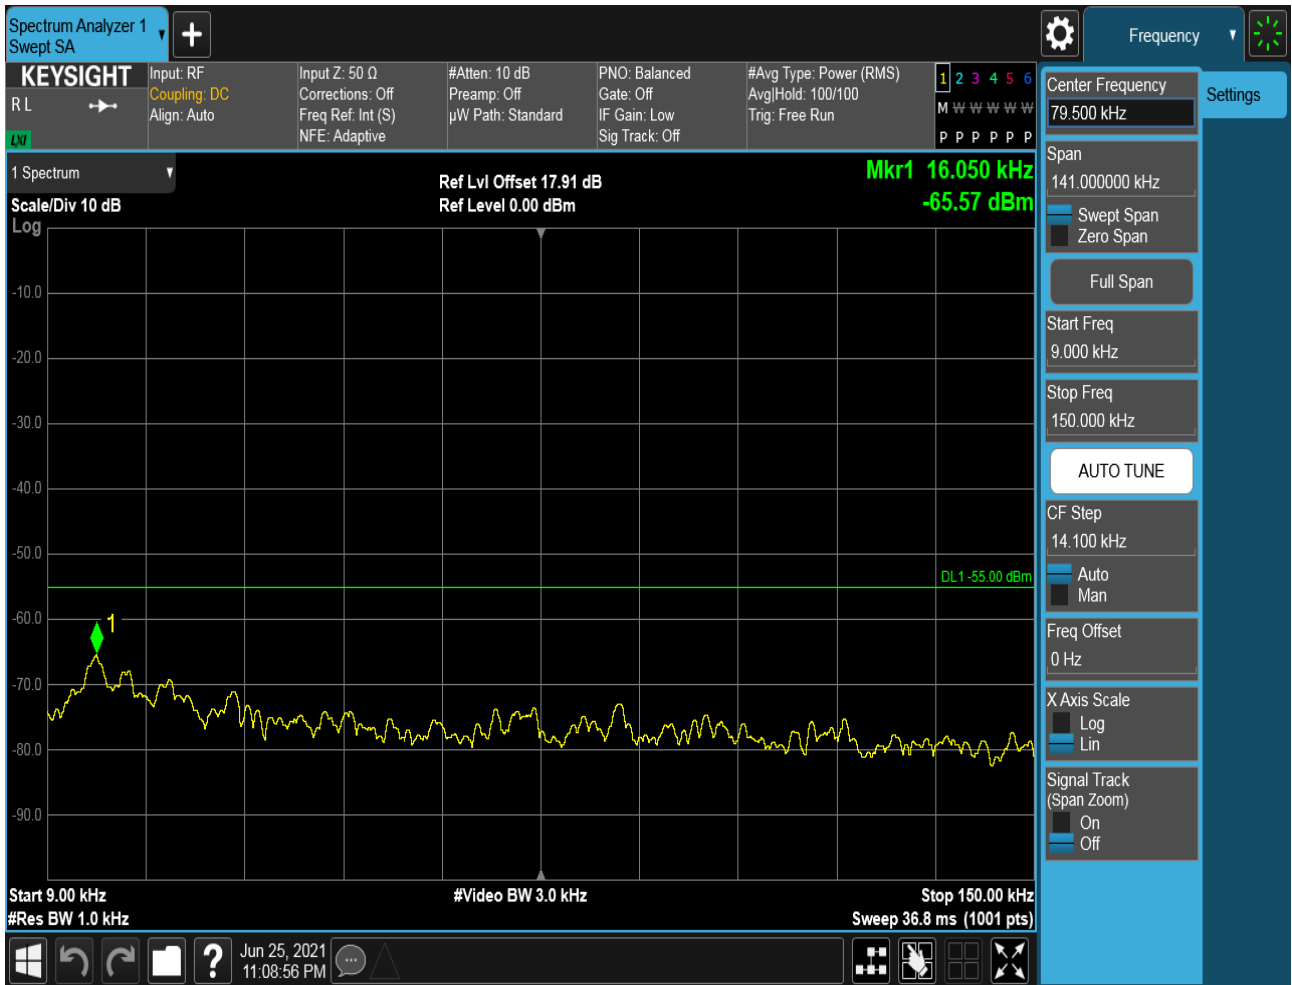 Spectrum Analyzer 1
Swept SA
Frequency
KEYSIGHT
R L
LXI
Input: RF
Coupling: DC
Align: Auto
Input Z: 50 Ω
Corrections: Off
Freq Ref: Int (S)
NFE: Adaptive
#Atten: 10 dB
Preamp: Off
µW Path: Standard
PNO: Balanced
Gate: Off
IF Gain: Low
Sig Track: Off
#Avg Type: Power (RMS)
Avg|Hold: 100/100
Trig: Free Run
1 2 3 4 5 6
M W W W W W
P P P P P P
1 Spectrum
Scale/Div 10 dB
Log
Ref Lvl Offset 17.91 dB
Ref Level 0.00 dBm
Mkr1 16.050 kHz
-65.57 dBm
-10.0
-20.0
-30.0
-40.0
-50.0
DL1 -55.00 dBm
-60.0
1
-70.0
-80.0
-90.0
Start 9.00 kHz
#Res BW 1.0 kHz
#Video BW 3.0 kHz
Stop 150.00 kHz
Sweep 36.8 ms (1001 pts)
Center Frequency
79.500 kHz
Settings
Span
141.000000 kHz
Swept Span
Zero Span
Full Span
Start Freq
9.000 kHz
Stop Freq
150.000 kHz
AUTO TUNE
CF Step
14.100 kHz
Auto
Man
Freq Offset
0 Hz
X Axis Scale
Log
Lin
Signal Track
(Span Zoom)
On
Off
?
Jun 25, 2021
11:08:56 PM